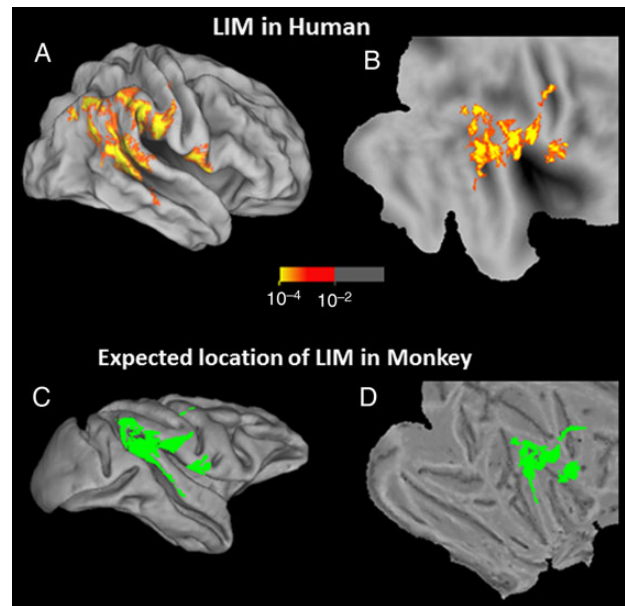 LIM in Human
A
B
10⁻⁴ 10⁻²
Expected location of LIM in Monkey
C
D